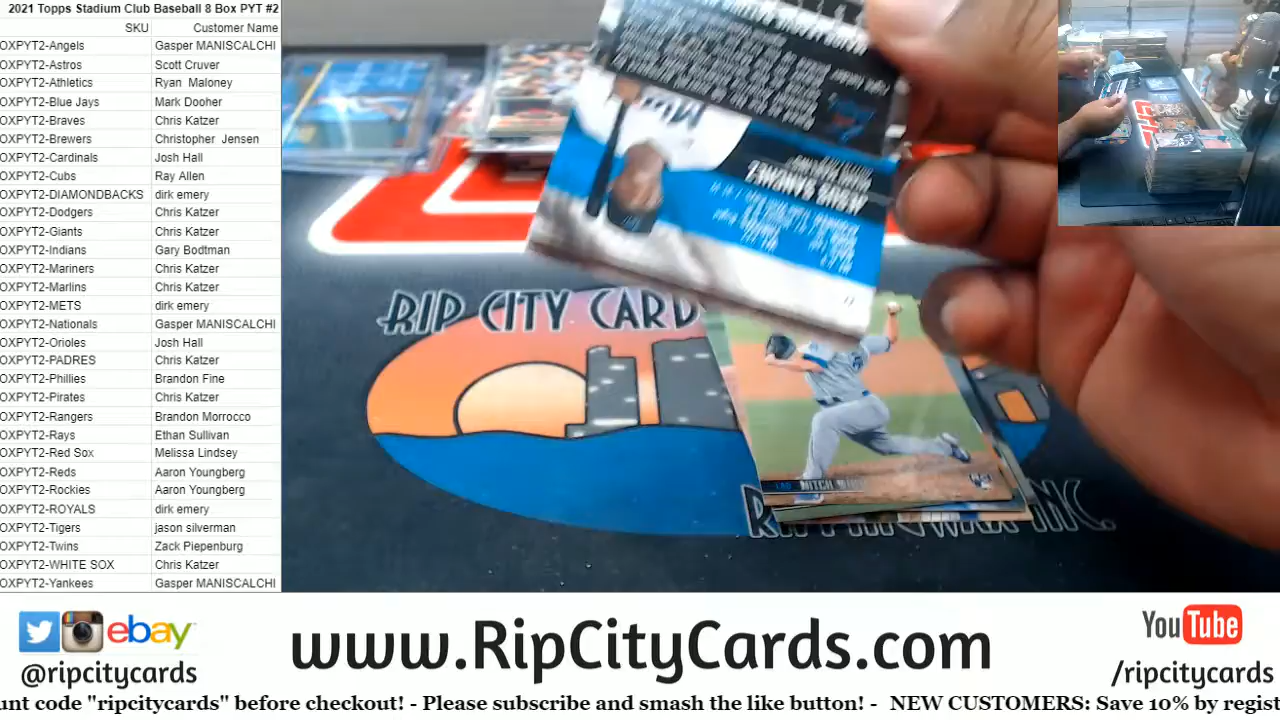 2021 Topps Stadium Club Baseball 8 Box PYT #2
SKU Customer Name
OXPYT2-Angels Gasper MANISCALCHI
OXPYT2-Astros Scott Cruver
OXPYT2-Athletics Ryan Maloney
OXPYT2-Blue Jays Mark Dooher
OXPYT2-Braves Chris Katzer
OXPYT2-Brewers Christopher Jensen
OXPYT2-Cardinals Josh Hall
OXPYT2-Cubs Ray Allen
OXPYT2-DIAMONDBACKS dirk emery
OXPYT2-Dodgers Chris Katzer
OXPYT2-Giants Chris Katzer
OXPYT2-Indians Gary Bodtman
OXPYT2-Mariners Chris Katzer
OXPYT2-Marlins Chris Katzer
OXPYT2-METS dirk emery
OXPYT2-Nationals Gasper MANISCALCHI
OXPYT2-Orioles Josh Hall
OXPYT2-PADRES Chris Katzer
OXPYT2-Phillies Brandon Fine
OXPYT2-Pirates Chris Katzer
OXPYT2-Rangers Brandon Morrocco
OXPYT2-Rays Ethan Sullivan
OXPYT2-Red Sox Melissa Lindsey
OXPYT2-Reds Aaron Youngberg
OXPYT2-Rockies Aaron Youngberg
OXPYT2-ROYALS dirk emery
OXPYT2-Tigers jason silverman
OXPYT2-Twins Zack Piepenburg
OXPYT2-WHITE SOX Chris Katzer
OXPYT2-Yankees Gasper MANISCALCHI
RIP CITY CARD
MITCH
INC.
ebay
@ripcitycards
www.RipCityCards.com
YouTube
/ripcitycards
unt code "ripcitycards" before checkout! - Please subscribe and smash the like button! - NEW CUSTOMERS: Save 10% by regist